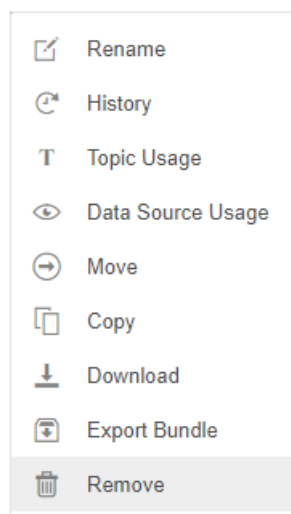 Rename
History
Topic Usage
Data Source Usage
Move
Copy
Download
Export Bundle
Remove